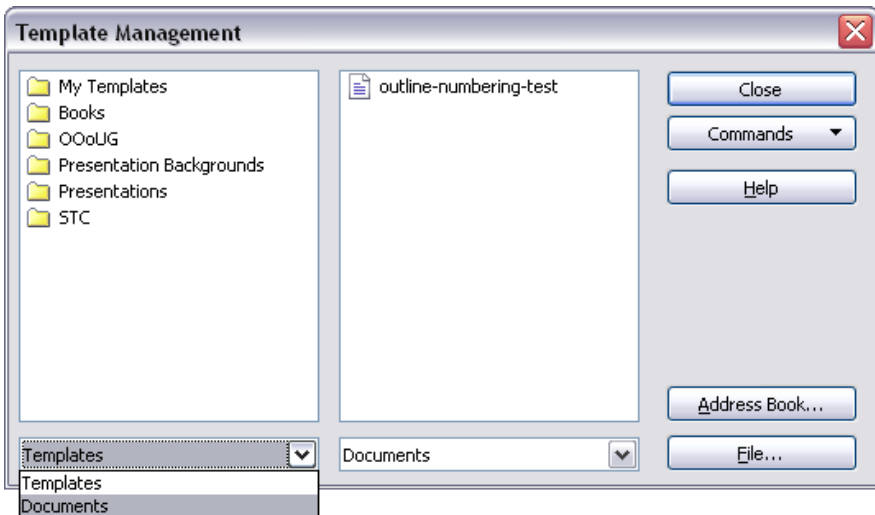 Template Management
My Templates
Books
OOoUG
Presentation Backgrounds
Presentations
STC
outline-numbering-test
Close
Commands
Help
Address Book...
File...
Templates
Documents
Templates
Documents